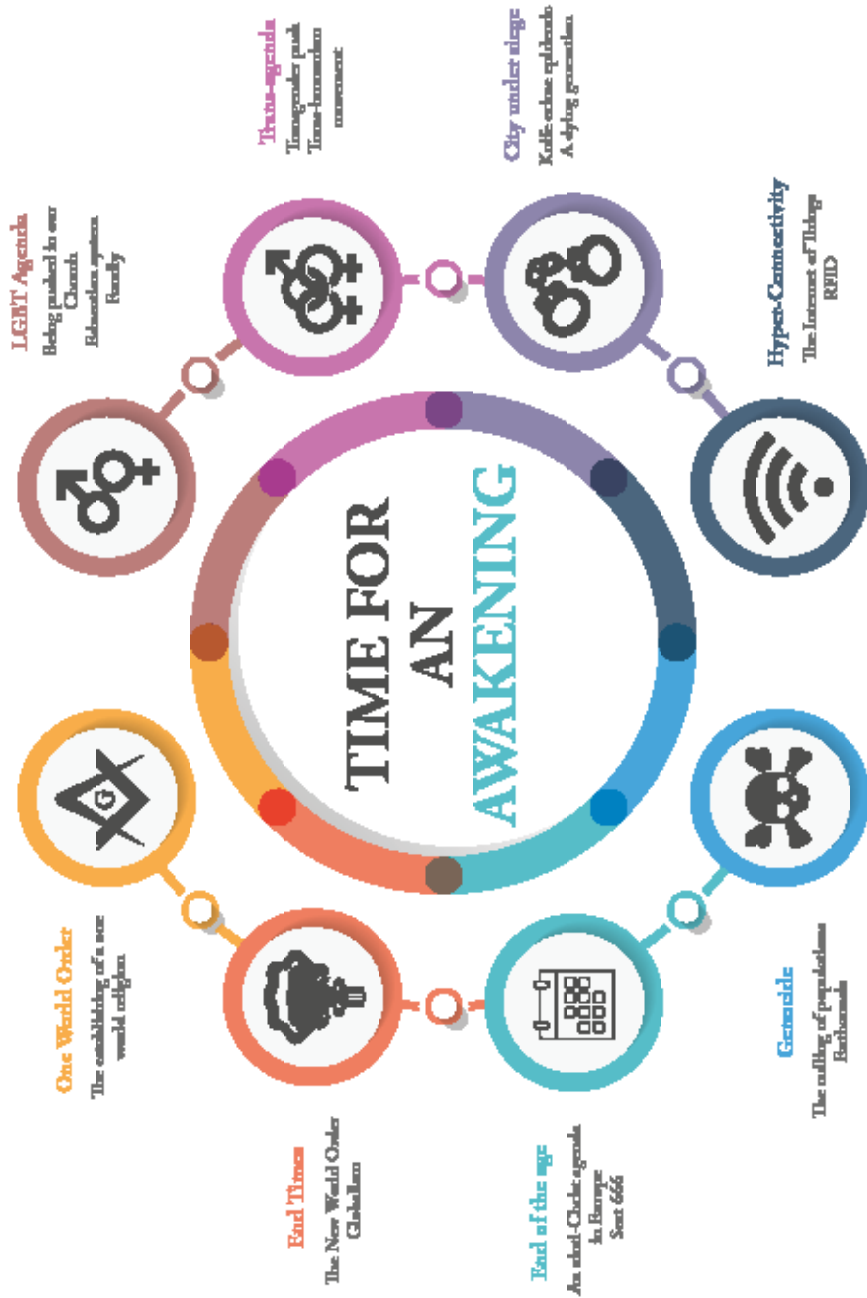 One World Order
The establishing of a one
world religion
G
LGBT Agenda
Being pushed in our
Church
Education system
Family
End Times
The New World Order
Globalism
Trans-agenda
Transgender push
Trans-humanism
movement
TIME FOR
AN
AWAKENING
End of the age
An anti-Christ agenda
in Europe
Seat 666
City under siege
Knife crime epidemic
A dying generation
Genocide
The culling of populations
Euthanasia
Hyper-Connectivity
The Internet of Things
RFID